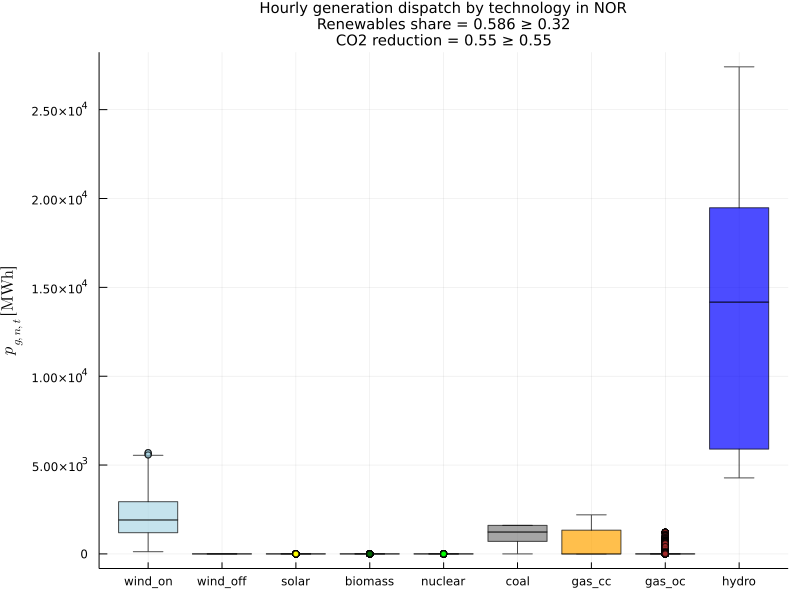 Hourly generation dispatch by technology in NOR
Renewables share = 0.586 ≥ 0.32
CO2 reduction = 0.55 ≥ 0.55
p_{g,n,t} [MWh]
2.50×10⁴
2.00×10⁴
1.50×10⁴
1.00×10⁴
5.00×10³
0
wind_on wind_off solar biomass nuclear coal gas_cc gas_oc hydro